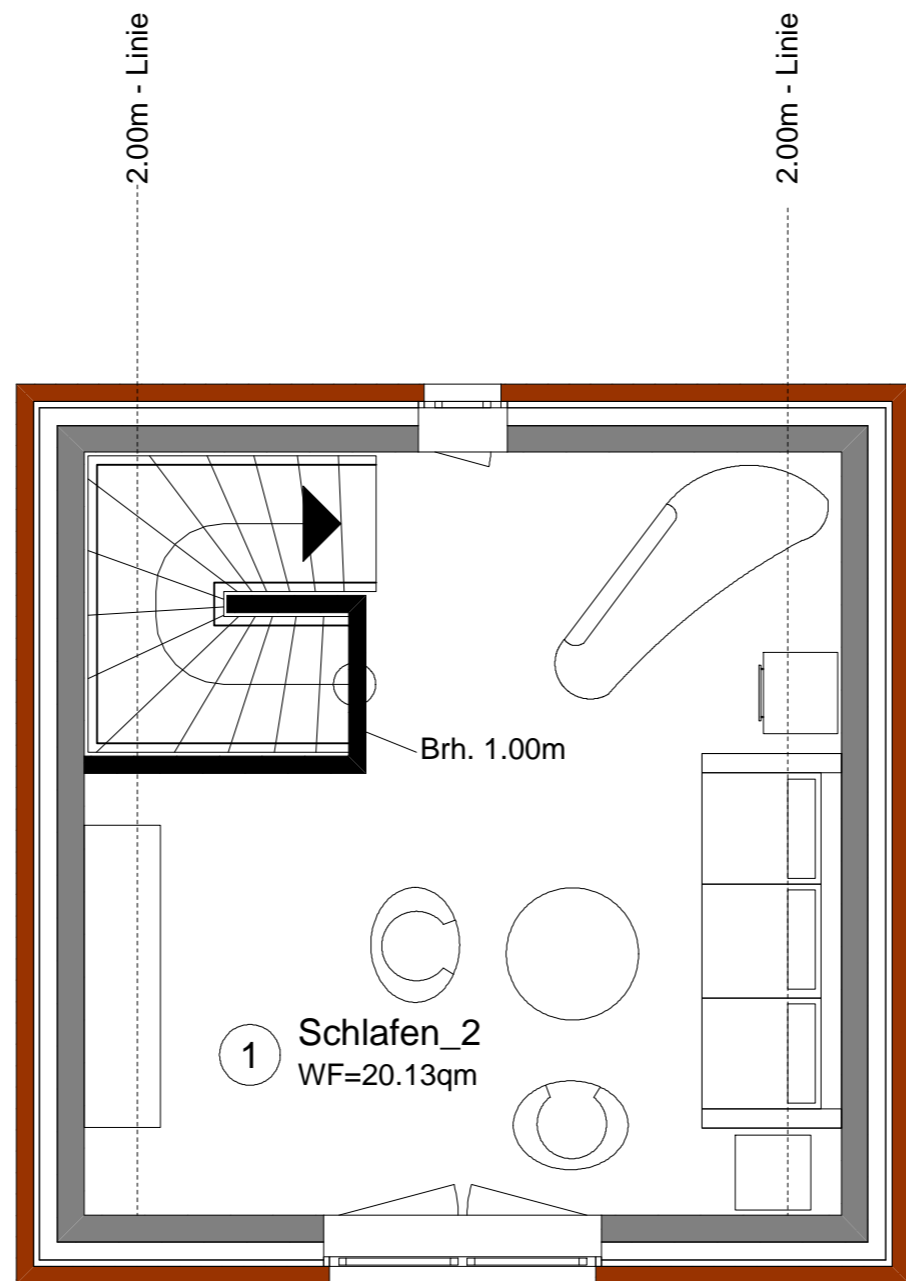 2.00m - Linie
2.00m - Linie
Brh. 1.00m
1
Schlafen_2
WF=20.13qm